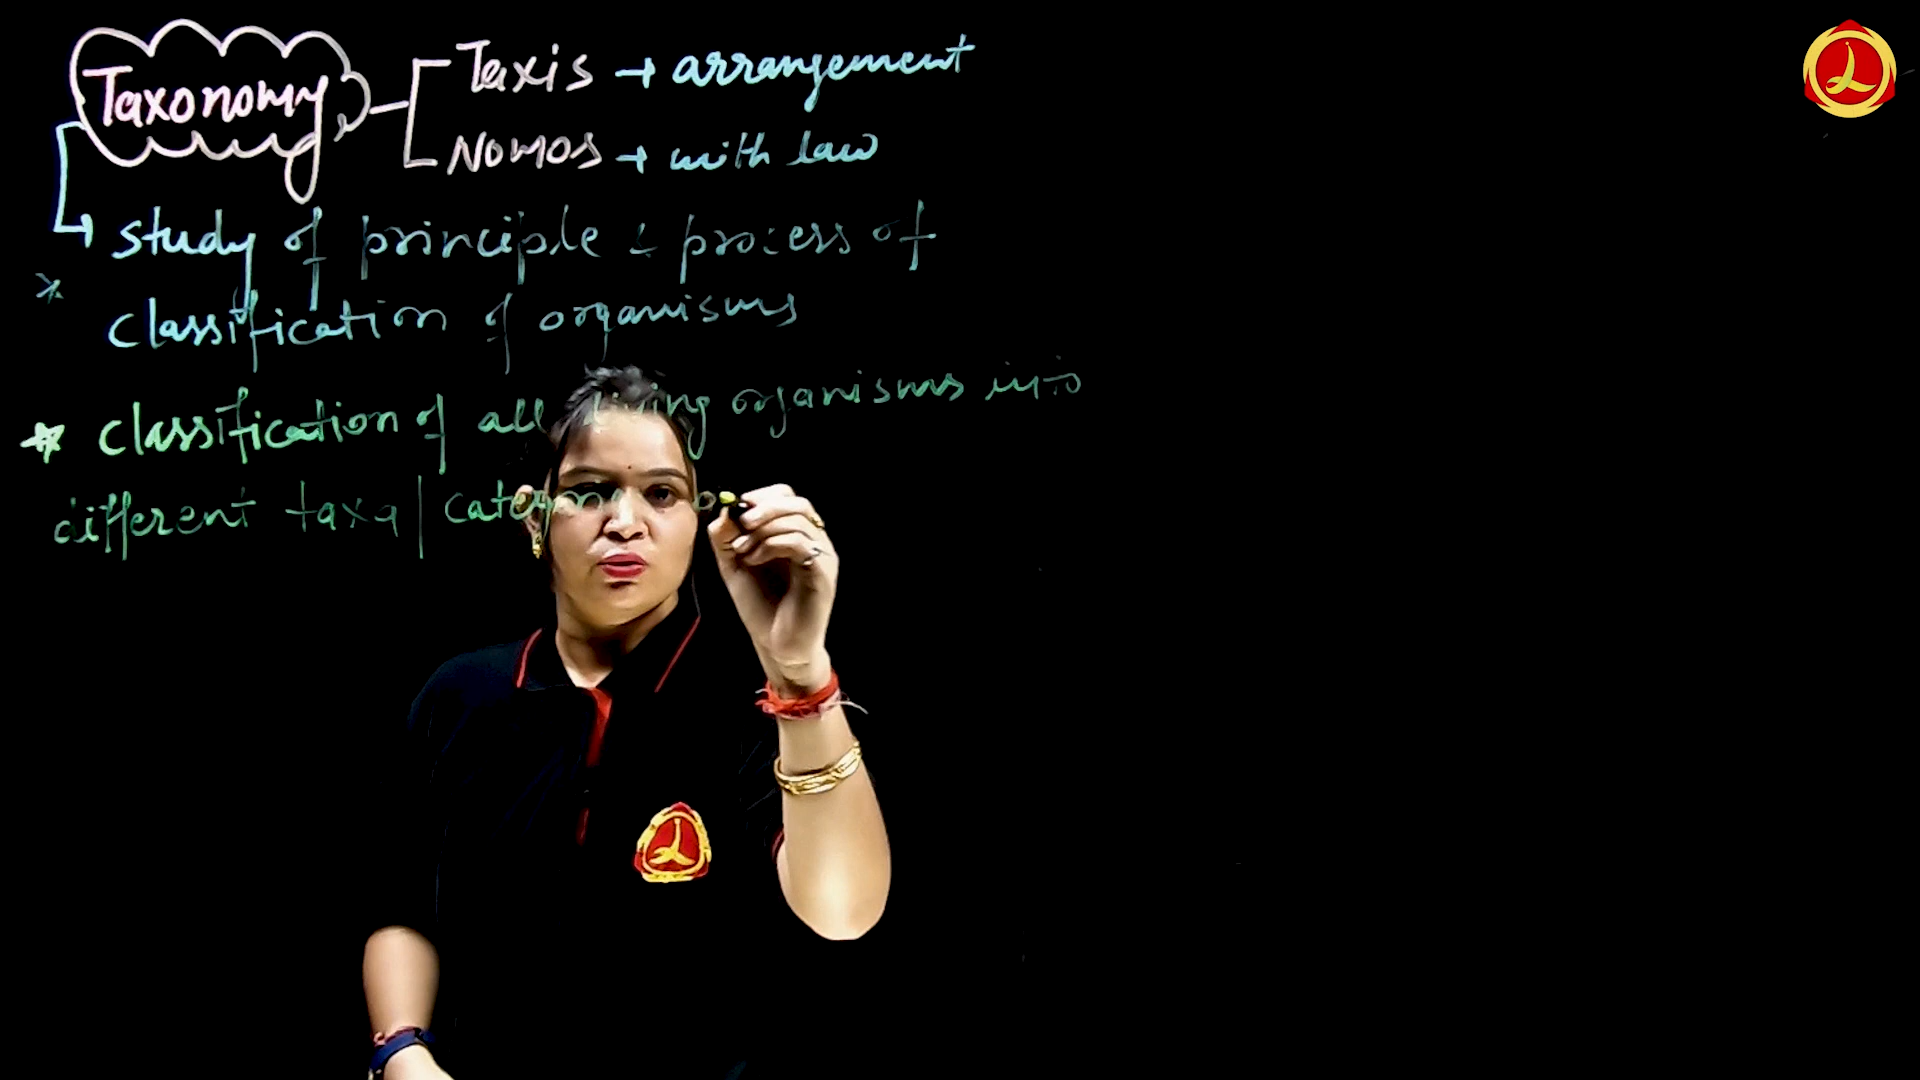 Taxonomy
Taxis → arrangement
Nomos → with law
study of principle & process of
classification of organisms
classification of all living organisms into
different taxa |